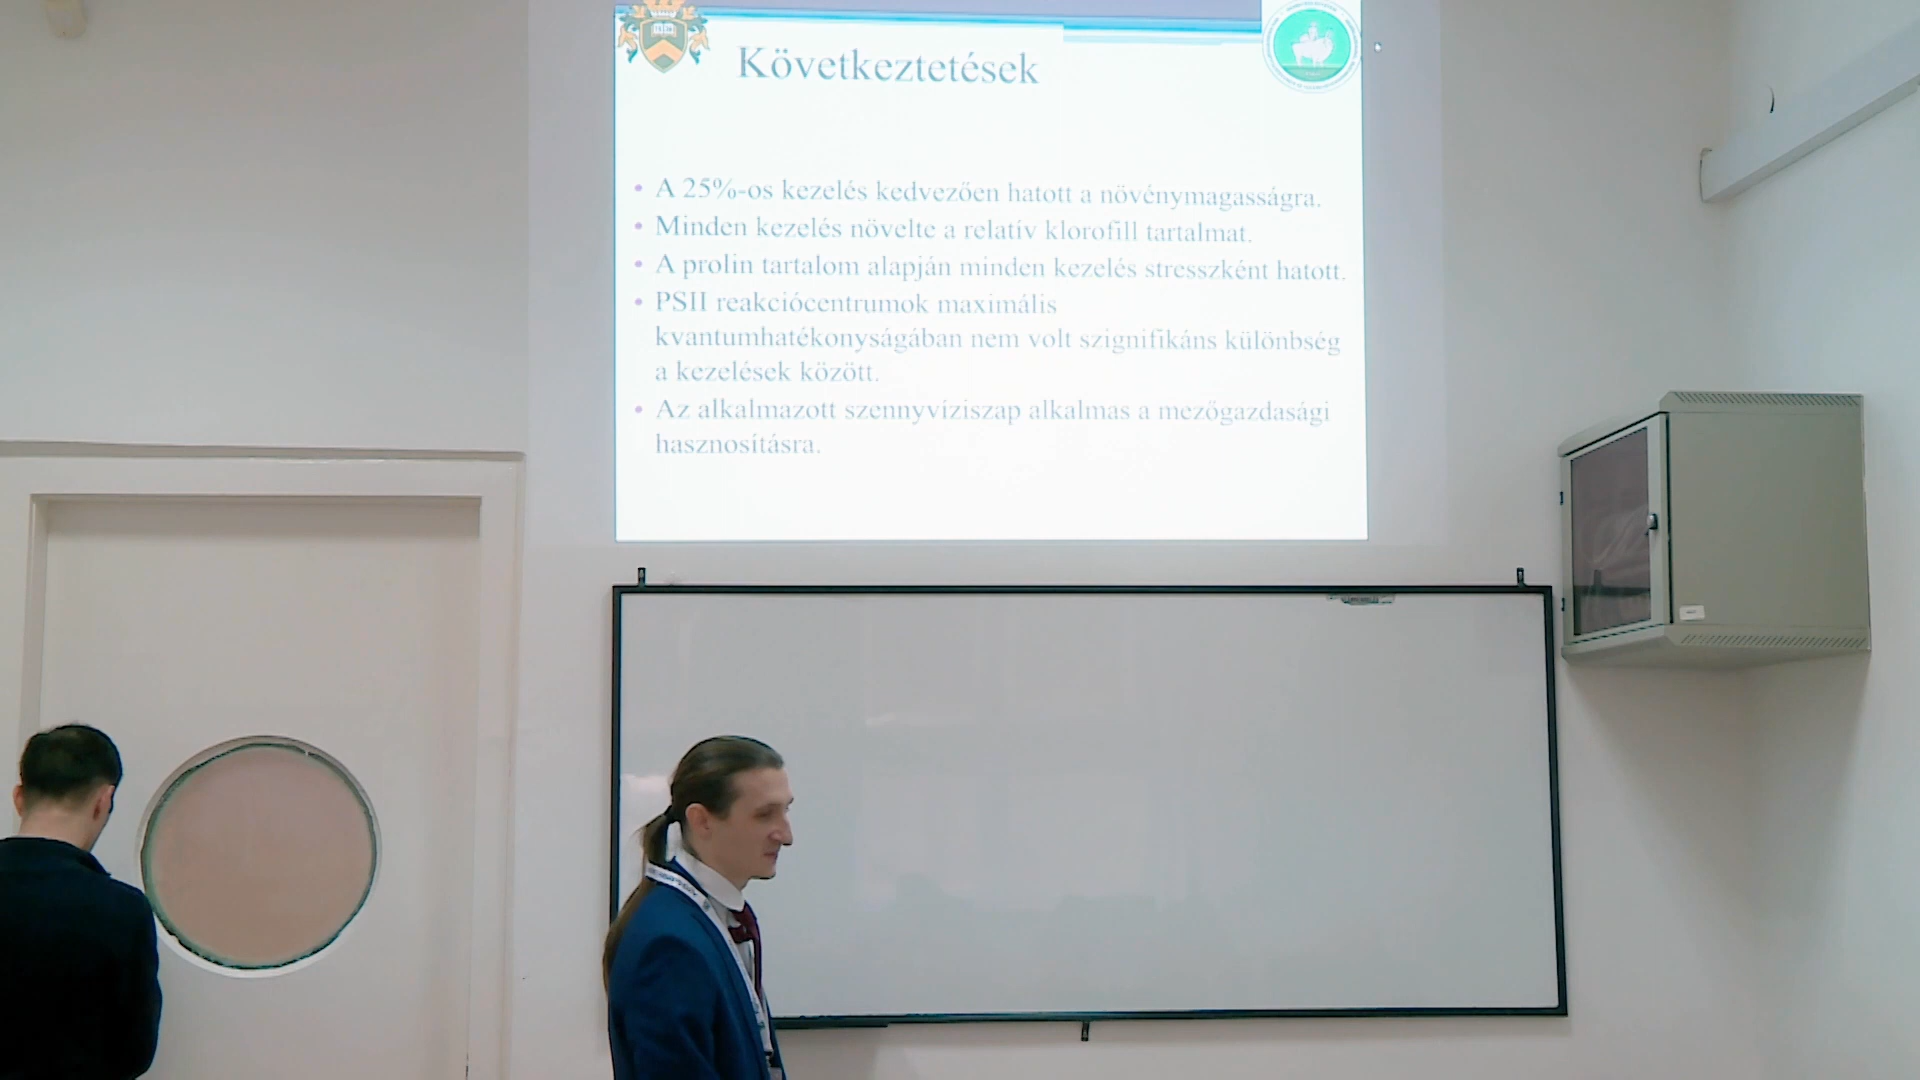 Következtetések
• A 25%-os kezelés kedvezően hatott a növénymagasságra.
• Minden kezelés növelte a relatív klorofill tartalmat.
• A prolin tartalom alapján minden kezelés stresszként hatott.
• PSII reakciócentrumok maximális
kvantumhatékonyságában nem volt szignifikáns különbség
a kezelések között.
• Az alkalmazott szennyvíziszap alkalmas a mezőgazdasági
hasznosításra.